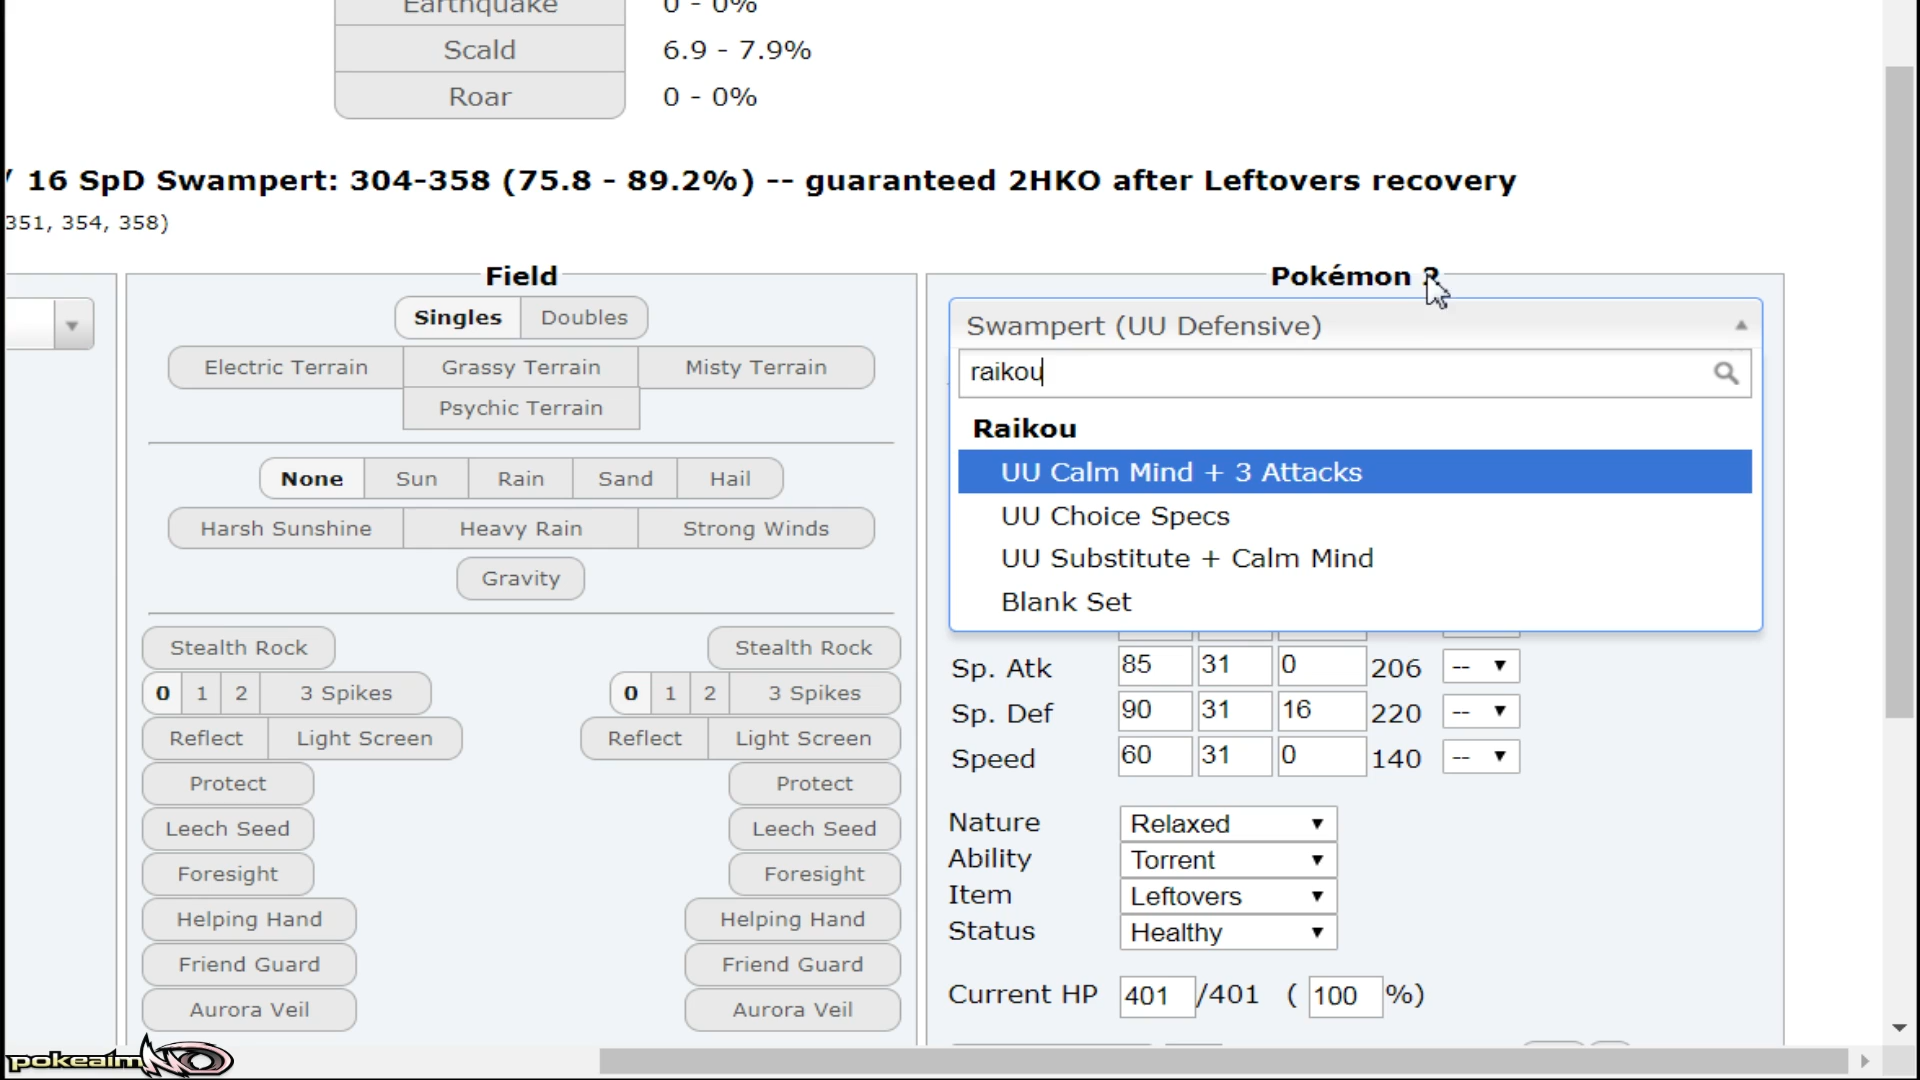 Earthquake 0 - 0%
Scald 6.9 - 7.9%
Roar 0 - 0%
/ 16 SpD Swampert: 304-358 (75.8 - 89.2%) -- guaranteed 2HKO after Leftovers recovery
351, 354, 358)
Field
Singles Doubles
Electric Terrain Grassy Terrain Misty Terrain
Psychic Terrain
None Sun Rain Sand Hail
Harsh Sunshine Heavy Rain Strong Winds
Gravity
Stealth Rock Stealth Rock
0 1 2 3 Spikes 0 1 2 3 Spikes
Reflect Light Screen Reflect Light Screen
Protect Protect
Leech Seed Leech Seed
Foresight Foresight
Helping Hand Helping Hand
Friend Guard Friend Guard
Aurora Veil Aurora Veil
Pokémon 2
Swampert (UU Defensive)
raikou
Raikou
UU Calm Mind + 3 Attacks
UU Choice Specs
UU Substitute + Calm Mind
Blank Set
Sp. Atk 85 31 0 206 --
Sp. Def 90 31 16 220 --
Speed 60 31 0 140 --
Nature Relaxed
Ability Torrent
Item Leftovers
Status Healthy
Current HP 401 /401 ( 100 %)
pokeaim